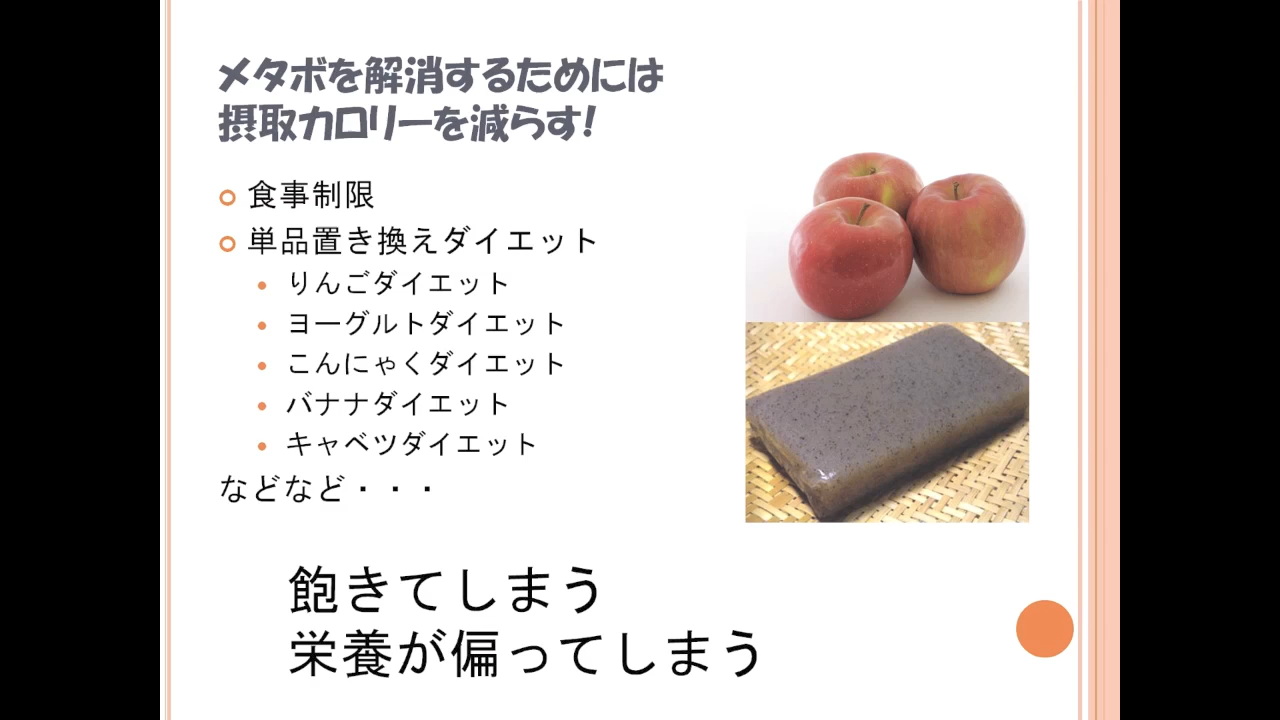 メタボを解消するためには
摂取カロリーを減らす!
食事制限
単品置き換えダイエット
りんごダイエット
ヨーグルトダイエット
こんにゃくダイエット
バナナダイエット
キャベツダイエット
などなど・・・
飽きてしまう
栄養が偏ってしまう